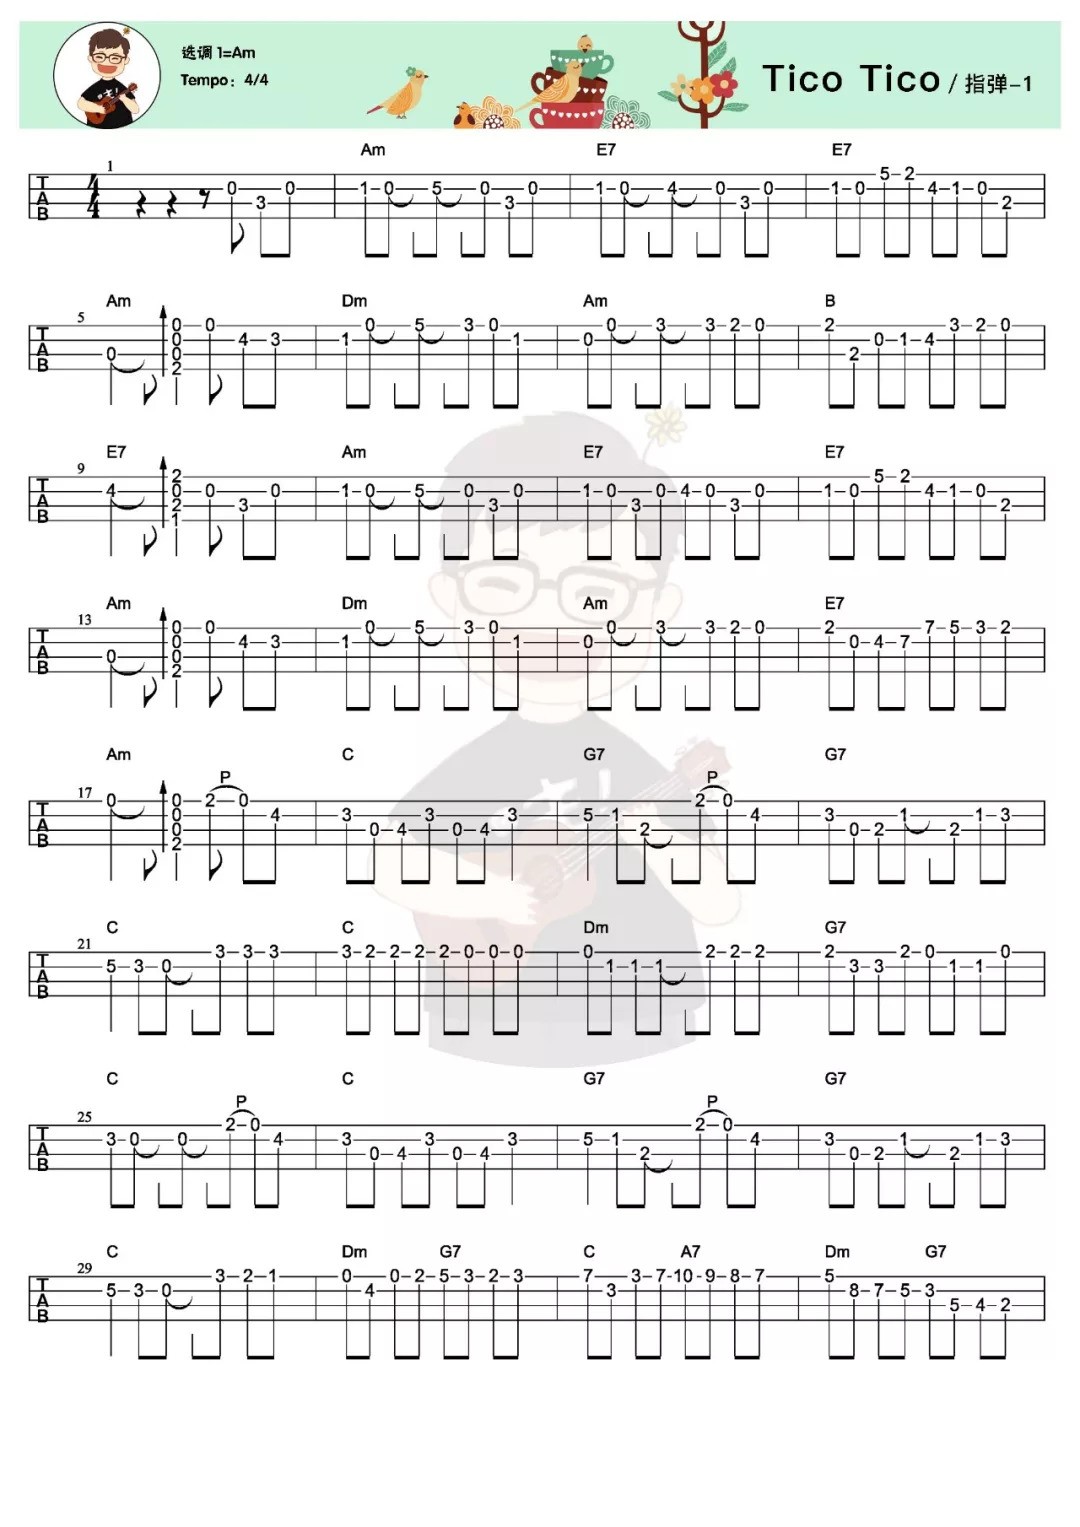 选调 1=Am
Tempo: 4/4
Tico Tico / 指弹-1
Am E7 E7
1
T 0 0 1 0 5 0 0 1 0 4 0 0 1 0 5 2 4 1 0 2
A 4/4 3 3 3
B
Am Dm Am B
5
T 0 0 4 3 1 0 5 3 0 1 0 0 3 3 2 0 2 2 0 1 4 3 2 0
A 0 0 0
B 2
E7 Am E7 E7
9
T 4 2 0 2 1 0 3 0 1 0 5 0 3 0 1 0 3 0 4 0 3 0 1 0 5 2 4 1 0 2
A
B
Am Dm Am E7
13
T 0 0 0 0 2 0 4 3 1 0 5 3 0 1 0 0 3 3 2 0 2 0 4 7 7 5 3 2
A
B
Am C G7 G7
P P
17
T 0 0 0 0 2 2 0 4 3 0 4 3 0 4 3 5 1 2 2 0 4 3 0 2 1 2 1 3
A
B
C C Dm G7
21
T 5 3 0 3 3 3 3 2 2 2 2 0 0 0 0 1 1 1 2 2 2 2 3 3 2 0 1 1 0
A
B
C C G7 G7
P P
25
T 3 0 0 2 0 4 3 0 4 3 0 4 3 5 1 2 2 0 4 3 0 2 1 2 1 3
A
B
C Dm G7 C A7 Dm G7
29
T 5 3 0 3 2 1 0 4 0 2 5 3 2 3 7 3 3 7 10 9 8 7 5 8 7 5 3 5 4 2
A
B